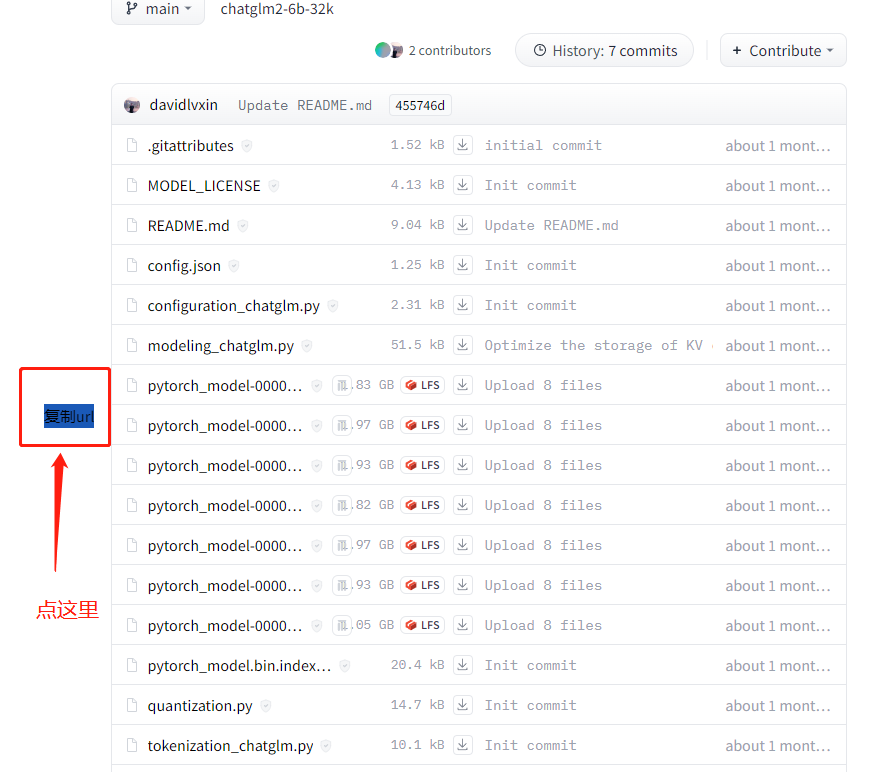 main chatglm2-6b-32k
2 contributors History: 7 commits + Contribute
davidlvxin Update README.md 455746d
.gitattributes 1.52 kB initial commit about 1 mont...
MODEL_LICENSE 4.13 kB Init commit about 1 mont...
README.md 9.04 kB Update README.md about 1 mont...
config.json 1.25 kB Init commit about 1 mont...
configuration_chatglm.py 2.31 kB Init commit about 1 mont...
modeling_chatglm.py 51.5 kB Optimize the storage of KV about 1 mont...
pytorch_model-0000... .83 GB LFS Upload 8 files about 1 mont...
复制url
pytorch_model-0000... .97 GB LFS Upload 8 files about 1 mont...
pytorch_model-0000... .93 GB LFS Upload 8 files about 1 mont...
pytorch_model-0000... .82 GB LFS Upload 8 files about 1 mont...
pytorch_model-0000... .97 GB LFS Upload 8 files about 1 mont...
pytorch_model-0000... .93 GB LFS Upload 8 files about 1 mont...
点这里
pytorch_model-0000... .05 GB LFS Upload 8 files about 1 mont...
pytorch_model.bin.index... 20.4 kB Init commit about 1 mont...
quantization.py 14.7 kB Init commit about 1 mont...
tokenization_chatglm.py 10.1 kB Init commit about 1 mont...